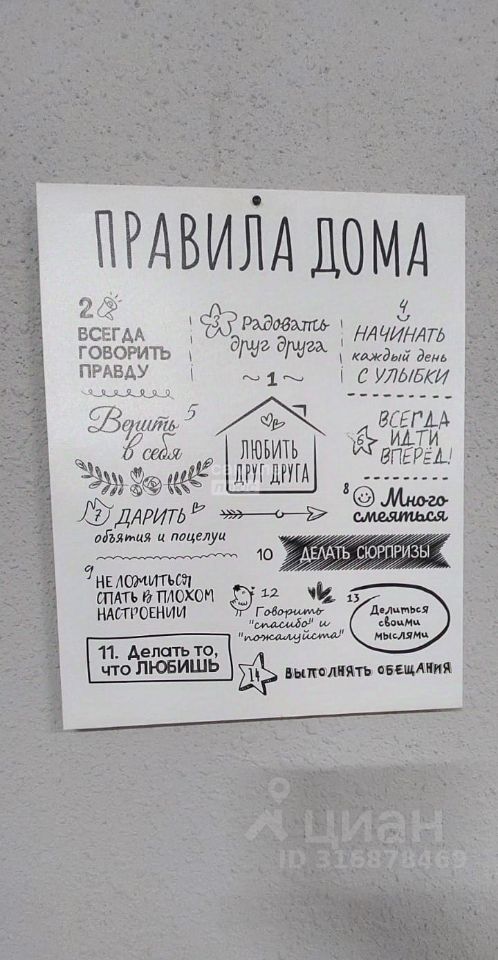 ПРАВИЛА ДОМА
2
ВСЕГДА
ГОВОРИТЬ
ПРАВДУ
3 Радовать
друг друга
4
НАЧИНАТЬ
каждый день
С УЛЫБКИ
~1~
ЛЮБИТЬ
ДРУГ ДРУГА
Верить 5
в себя
6 ВСЕГДА
ИДТИ
ВПЕРЁД!
7 ДАРИТЬ
объятия и поцелуи
8 Много
смеяться
9
НЕ ЛОЖИТЬСЯ
СПАТЬ В ПЛОХОМ
НАСТРОЕНИИ
10 ДЕЛАТЬ СЮРПРИЗЫ
11. Делать то,
что ЛЮБИШЬ
12
Говорить
"спасибо" и
"пожалуйста"
13
Делиться
своими
мыслями
14 ВЫПОЛНЯТЬ ОБЕЩАНИЯ
циан
ID 316878469